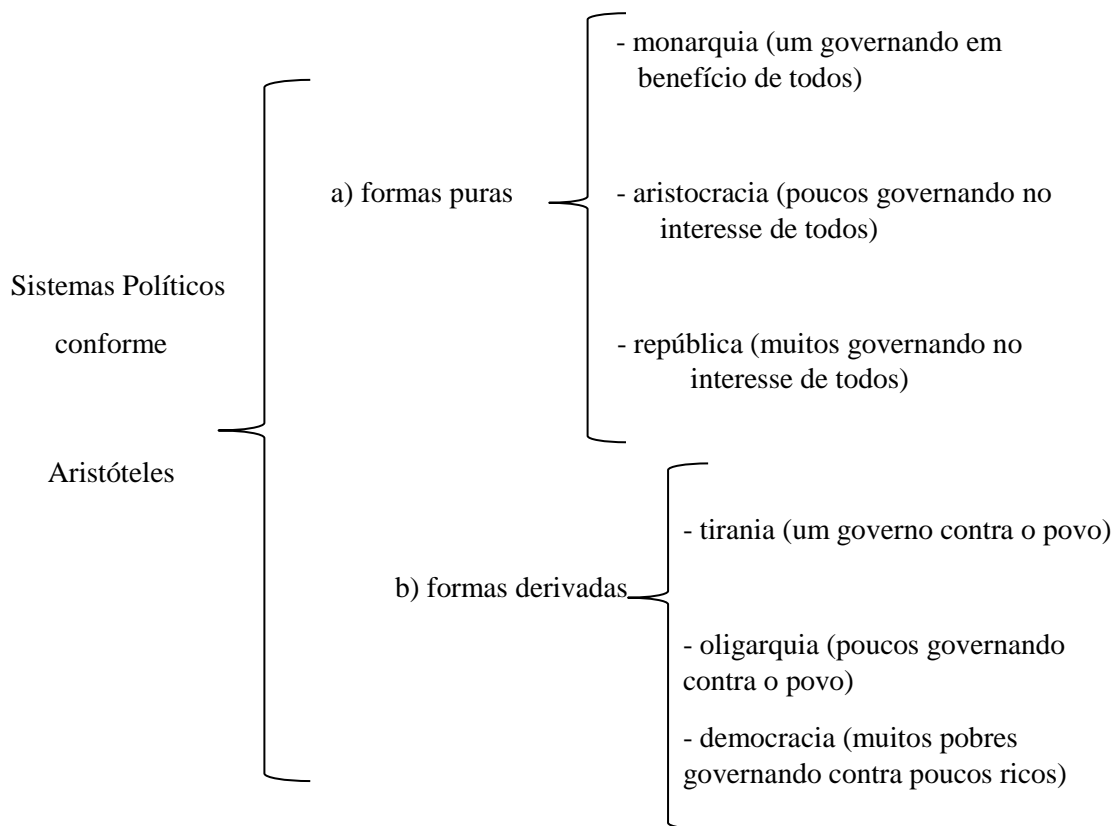 Sistemas Políticos
conforme
Aristóteles
a) formas puras
- monarquia (um governando em
benefício de todos)
- aristocracia (poucos governando no
interesse de todos)
- república (muitos governando no
interesse de todos)
b) formas derivadas
- tirania (um governo contra o povo)
- oligarquia (poucos governando
contra o povo)
- democracia (muitos pobres
governando contra poucos ricos)